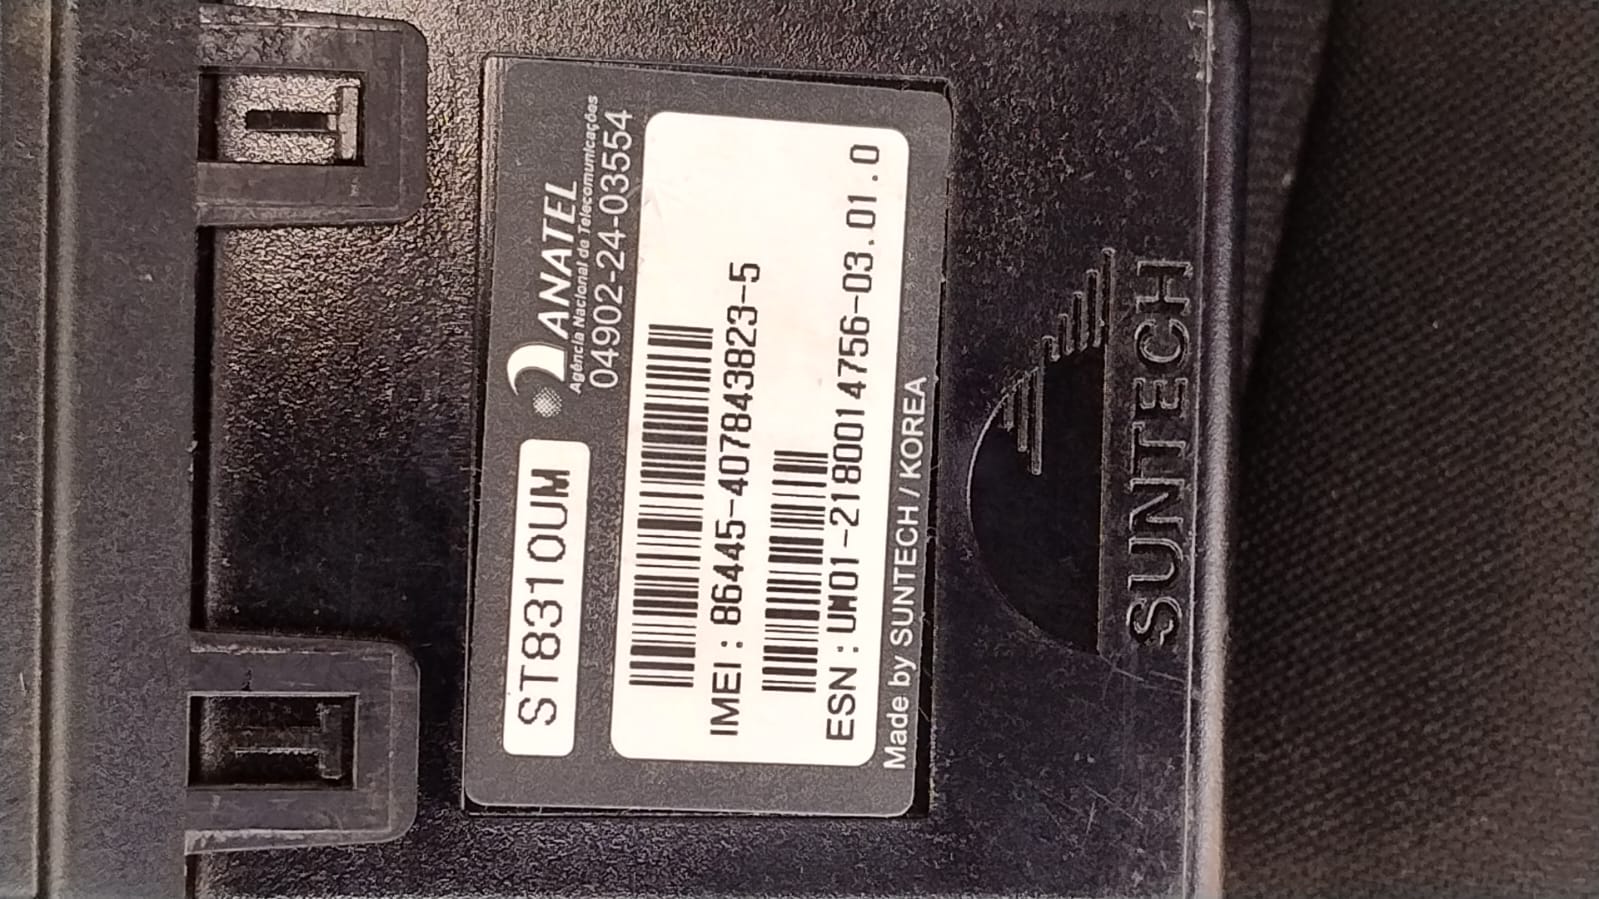 ST8310UM
ANATEL
Agência Nacional de Telecomunicações
04902-24-03554
IMEI : 86445-407843823-5
ESN : UM01-2180014756-03.01.0
Made by SUNTECH / KOREA
SUNTECH